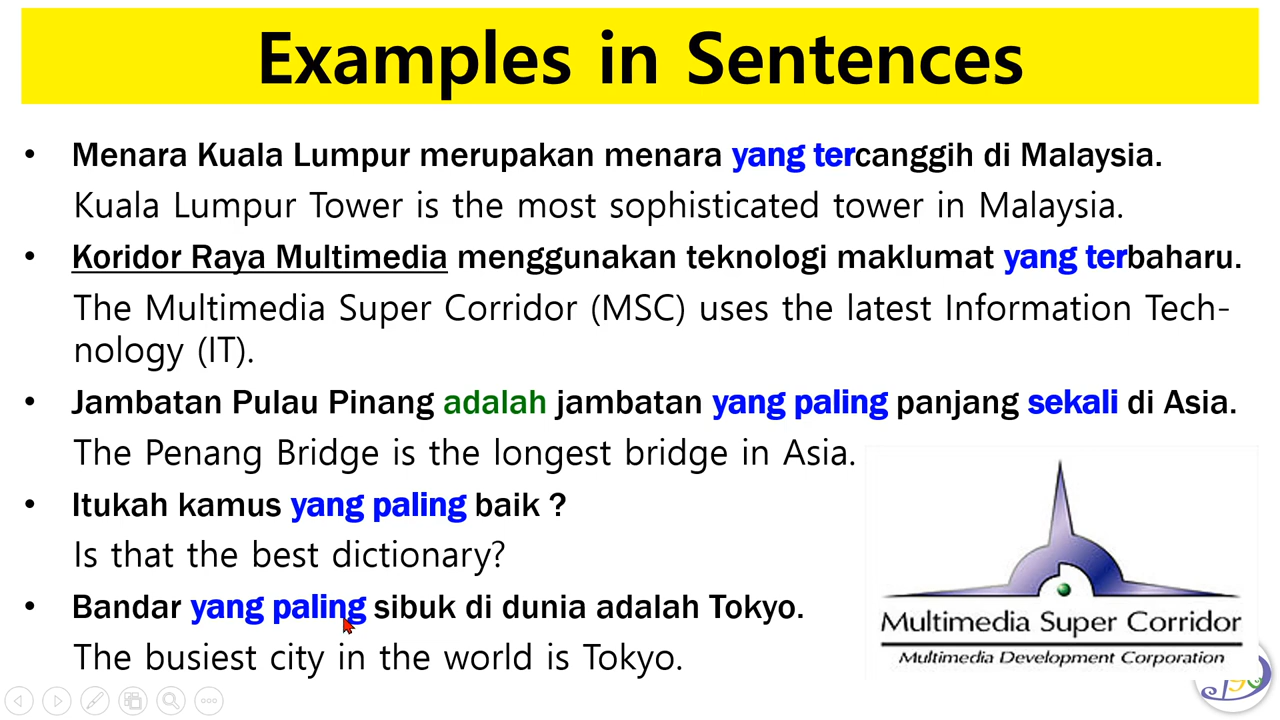 Examples in Sentences
• Menara Kuala Lumpur merupakan menara yang tercanggih di Malaysia.
Kuala Lumpur Tower is the most sophisticated tower in Malaysia.
• Koridor Raya Multimedia menggunakan teknologi maklumat yang terbaharu.
The Multimedia Super Corridor (MSC) uses the latest Information Tech-
nology (IT).
• Jambatan Pulau Pinang adalah jambatan yang paling panjang sekali di Asia.
The Penang Bridge is the longest bridge in Asia.
• Itukah kamus yang paling baik ?
Is that the best dictionary?
• Bandar yang paling sibuk di dunia adalah Tokyo.
The busiest city in the world is Tokyo.
Multimedia Super Corridor
Multimedia Development Corporation